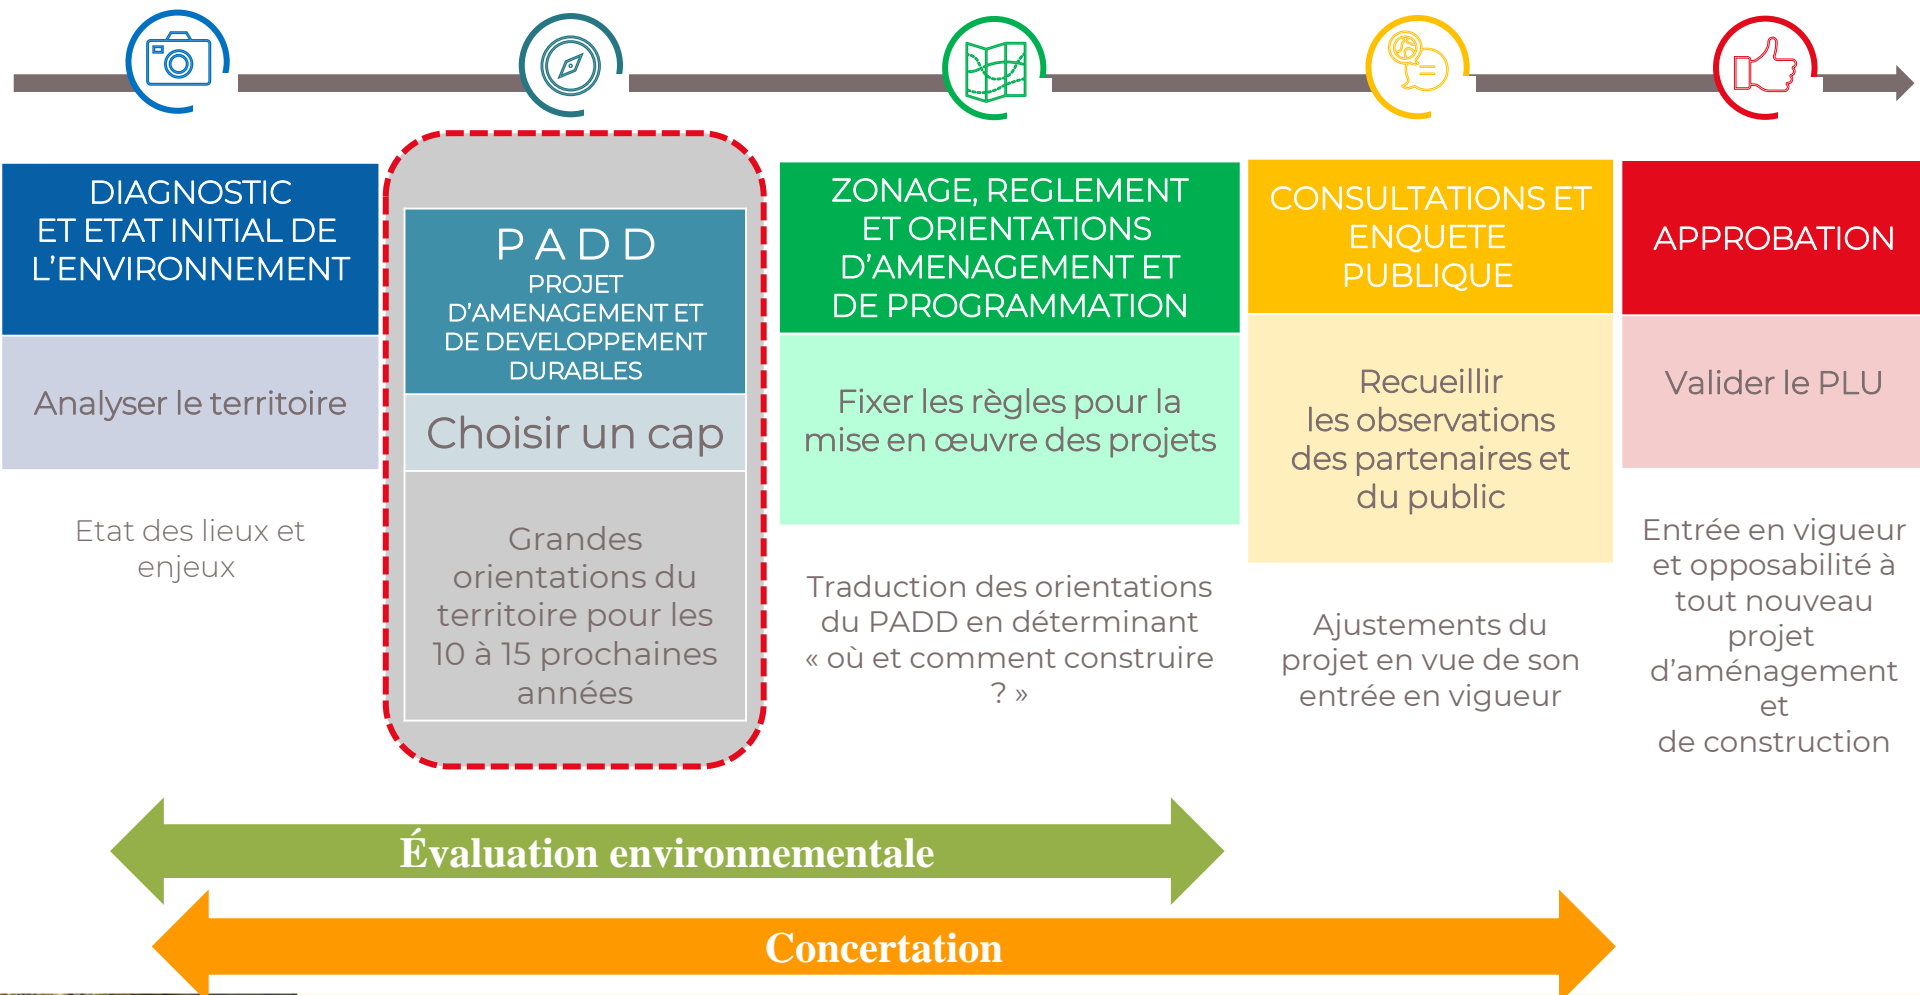 DIAGNOSTIC
ET ETAT INITIAL DE
L’ENVIRONNEMENT
Analyser le territoire
Etat des lieux et
enjeux
PADD
PROJET
D’AMENAGEMENT ET
DE DEVELOPPEMENT
DURABLES
Choisir un cap
Grandes
orientations du
territoire pour les
10 à 15 prochaines
années
ZONAGE, REGLEMENT
ET ORIENTATIONS
D’AMENAGEMENT ET
DE PROGRAMMATION
Fixer les règles pour la
mise en œuvre des projets
Traduction des orientations
du PADD en déterminant
« où et comment construire
? »
CONSULTATIONS ET
ENQUETE
PUBLIQUE
Recueillir
les observations
des partenaires et
du public
Ajustements du
projet en vue de son
entrée en vigueur
APPROBATION
Valider le PLU
Entrée en vigueur
et opposabilité à
tout nouveau
projet
d’aménagement
et
de construction
Évaluation environnementale
Concertation